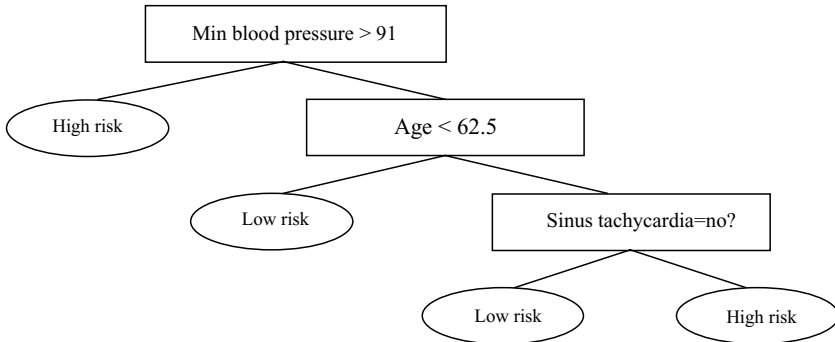 Min blood pressure > 91
High risk
Age < 62.5
Low risk
Sinus tachycardia=no?
Low risk
High risk